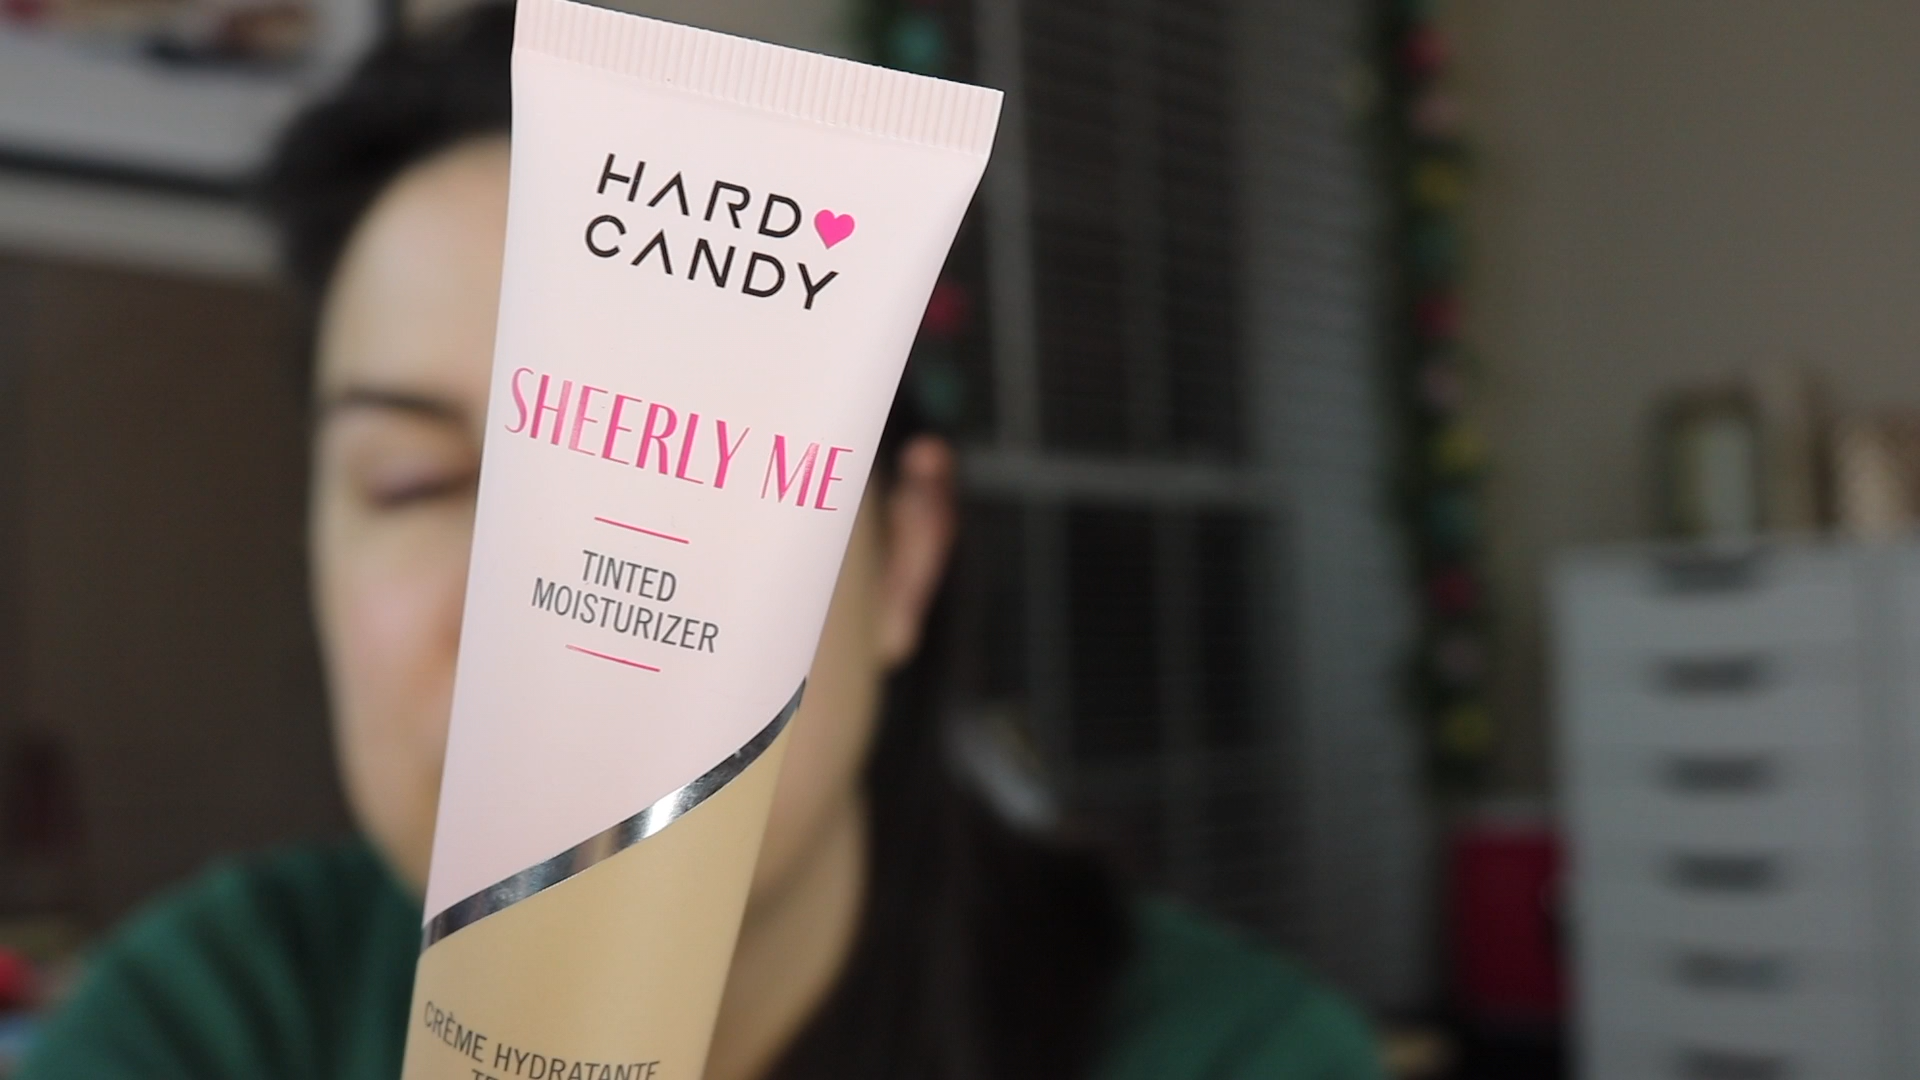 HARD
CANDY
SHEERLY ME
TINTED
MOISTURIZER
CRÈME HYDRATANTE